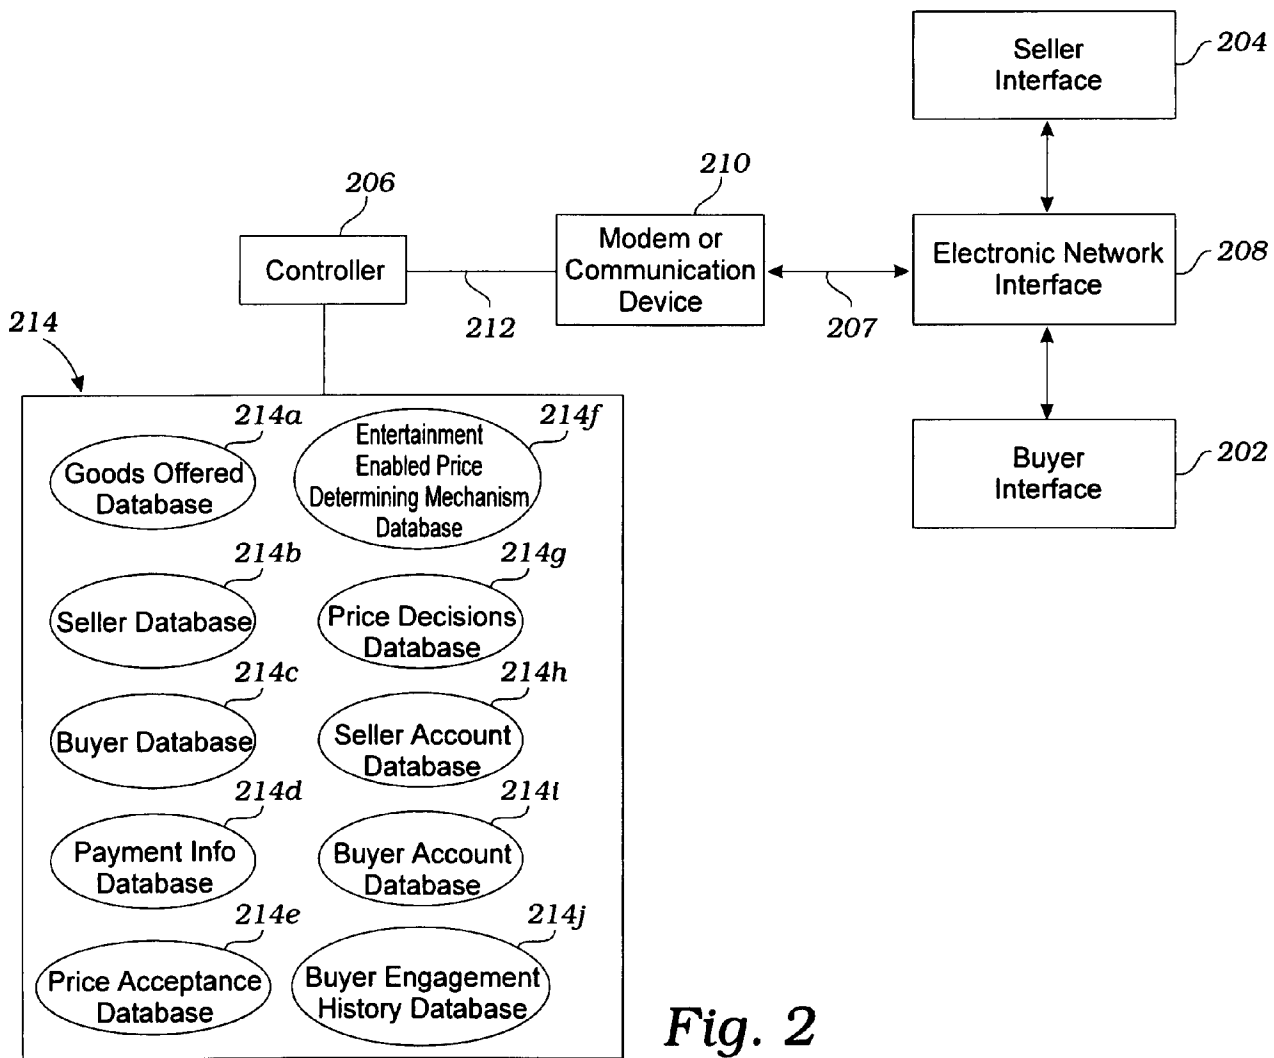 Seller
Interface
204
206
Controller
210
Modem or
Communication
Device
Electronic Network
Interface
208
212
207
214
Buyer
Interface
202
214a
Goods Offered
Database
214f
Entertainment
Enabled Price
Determining Mechanism
Database
214b
Seller Database
214g
Price Decisions
Database
214c
Buyer Database
214h
Seller Account
Database
214d
Payment Info
Database
214i
Buyer Account
Database
214e
Price Acceptance
Database
214j
Buyer Engagement
History Database
Fig. 2